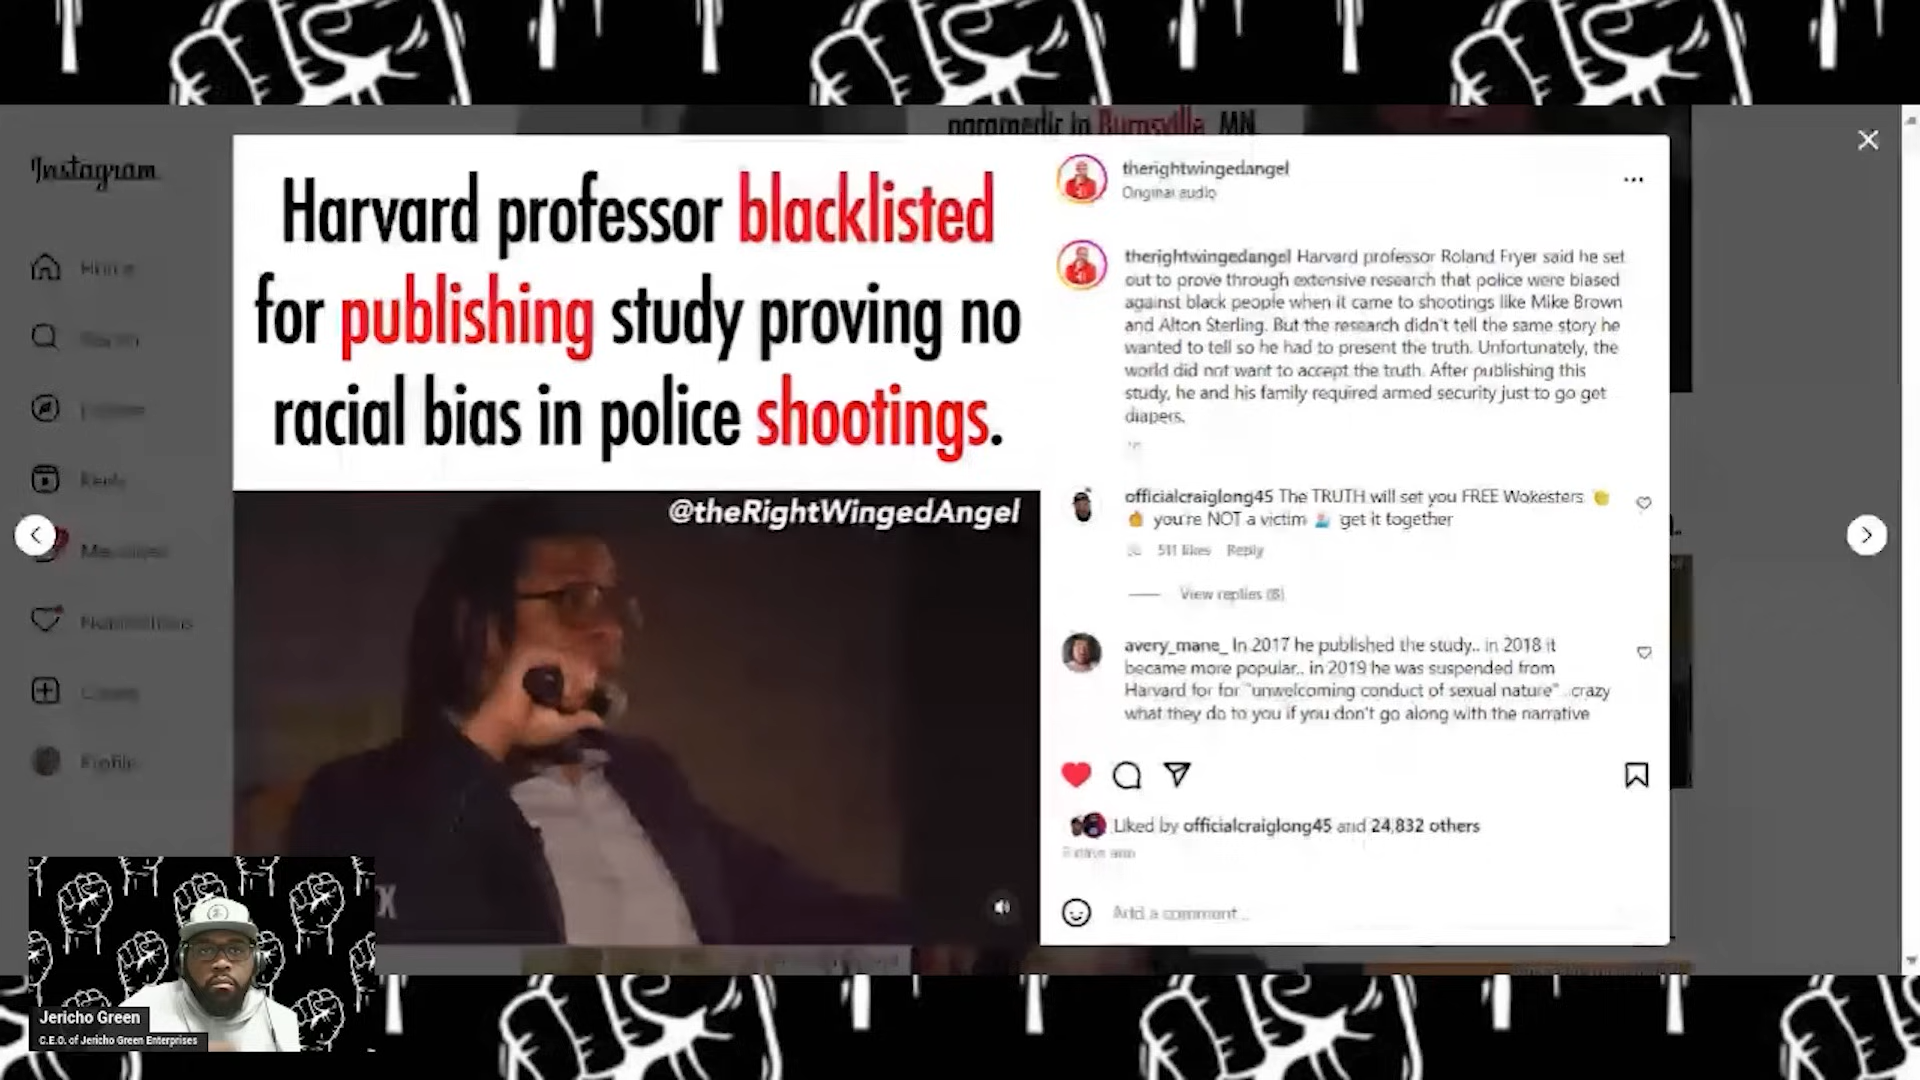 paramedic in Burnsville, MN.
Instagram
Harvard professor blacklisted
for publishing study proving no
racial bias in police shootings.
@theRightWingedAngel
therightwingedangel
Original audio
therightwingedangel Harvard professor Roland Fryer said he set
out to prove through extensive research that police were biased
against black people when it came to shootings like Mike Brown
and Alton Sterling. But the research didn't tell the same story he
wanted to tell so he had to present the truth. Unfortunately, the
world did not want to accept the truth. After publishing this
study, he and his family required armed security just to go get
diapers.
officialcraiglong45 The TRUTH will set you FREE Wokesters
you're NOT a victim get it together
511 likes Reply
View replies (8)
avery_mane_ In 2017 he published the study.. in 2018 it
became more popular.. in 2019 he was suspended from
Harvard for for "unwelcoming conduct of sexual nature" ..crazy
what they do to you if you don't go along with the narrative
Liked by officialcraiglong45 and 24,832 others
Add a comment...
Home
Search
Explore
Reels
Messages
Notifications
Create
Profile
X
Jericho Green
C.E.O. of Jericho Green Enterprises